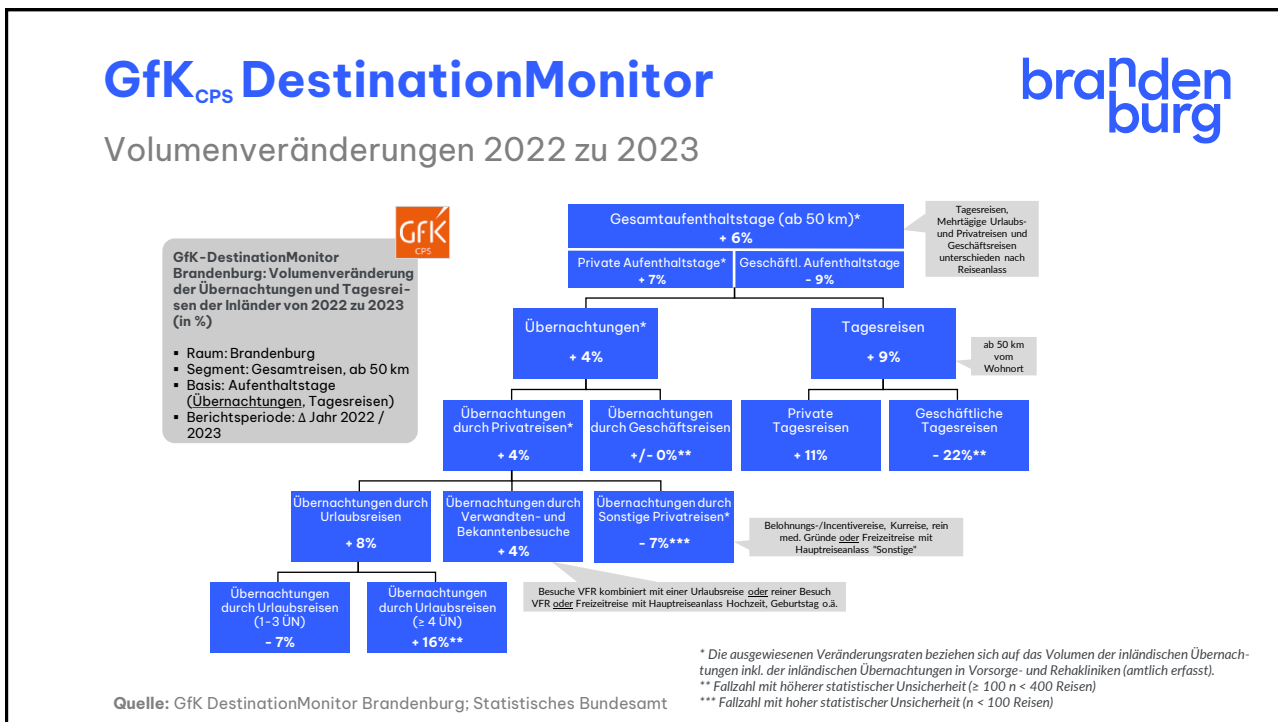 GfK CPS DestinationMonitor
branden
burg
Volumenveränderungen 2022 zu 2023
GfK
CPS
GfK-DestinationMonitor
Brandenburg: Volumenveränderung
der Übernachtungen und Tagesrei-
sen der Inländer von 2022 zu 2023
(in %)
▪ Raum: Brandenburg
▪ Segment: Gesamtreisen, ab 50 km
▪ Basis: Aufenthaltstage
(Übernachtungen, Tagesreisen)
▪ Berichtsperiode: Δ Jahr 2022 /
2023
Gesamtaufenthaltstage (ab 50 km)*
+ 6%
Private Aufenthaltstage*
+ 7%
Geschäftl. Aufenthaltstage
- 9%
Tagesreisen,
Mehrtägige Urlaubs-
und Privatreisen und
Geschäftsreisen
unterschieden nach
Reiseanlass
Übernachtungen*
+ 4%
Tagesreisen
+ 9%
ab 50 km
vom
Wohnort
Übernachtungen
durch Privatreisen*
+ 4%
Übernachtungen
durch Geschäftsreisen
+/- 0%**
Private
Tagesreisen
+ 11%
Geschäftliche
Tagesreisen
- 22%**
Übernachtungen durch
Urlaubsreisen
+ 8%
Übernachtungen durch
Verwandten- und
Bekanntenbesuche
+ 4%
Übernachtungen durch
Sonstige Privatreisen*
- 7%***
Belohnungs-/Incentivereise, Kurreise, rein
med. Gründe oder Freizeitreise mit
Hauptreiseanlass "Sonstige"
Übernachtungen
durch Urlaubsreisen
(1-3 ÜN)
- 7%
Übernachtungen
durch Urlaubsreisen
(≥ 4 ÜN)
+ 16%**
Besuche VFR kombiniert mit einer Urlaubsreise oder reiner Besuch
VFR oder Freizeitreise mit Hauptreiseanlass Hochzeit, Geburtstag o.ä.
* Die ausgewiesenen Veränderungsraten beziehen sich auf das Volumen der inländischen Übernach-
tungen inkl. der inländischen Übernachtungen in Vorsorge- und Rehakliniken (amtlich erfasst).
** Fallzahl mit höherer statistischer Unsicherheit (≥ 100 n < 400 Reisen)
*** Fallzahl mit hoher statistischer Unsicherheit (n < 100 Reisen)
Quelle: GfK DestinationMonitor Brandenburg; Statistisches Bundesamt